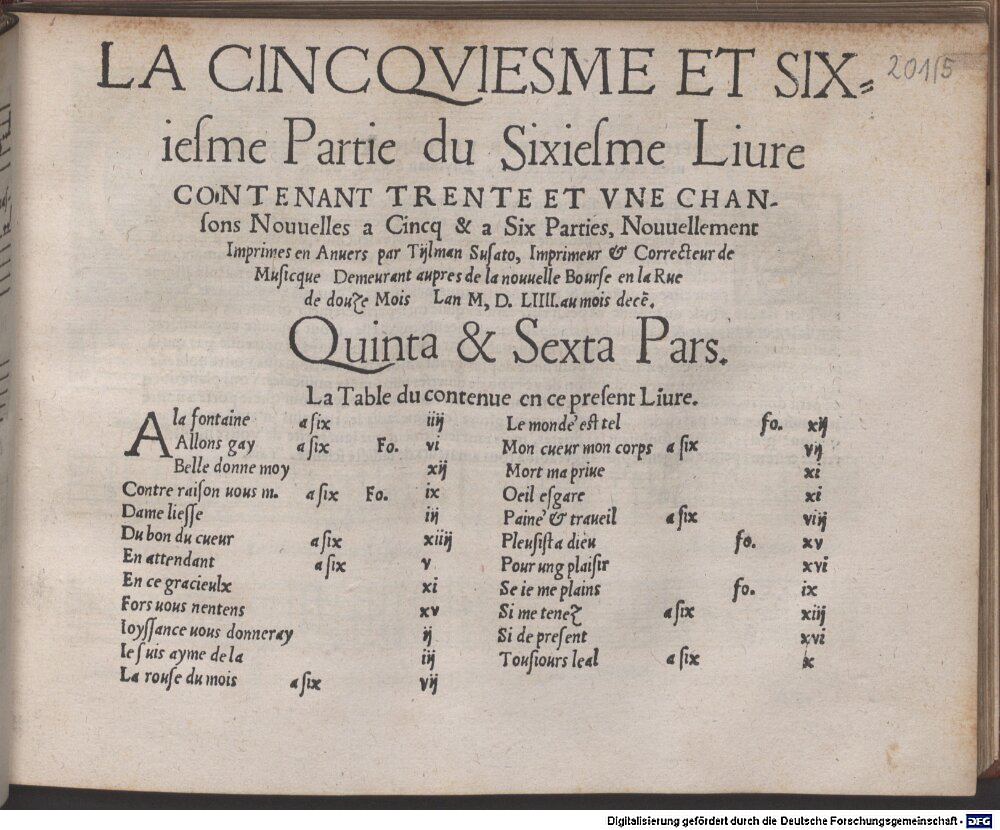 LA CINCQVIESME ET SIX=
201/5
iesme Partie du Sixiesme Liure
CONTENANT TRENTE ET VNE CHAN-
sons Nouuelles a Cincq & a Six Parties, Nouuellement
Imprimes en Anuers par Tijlman Susato, Imprimeur & Correcteur de
Musicque Demeurant aupres de la nouuelle Bourse en la Rue
de douze Mois Lan M, D. LIIII. au mois decẽ.
Quinta & Sexta Pars.
La Table du contenue en ce present Liure.
A la fontaine a six iiij
Allons gay a six Fo. vi
Belle donne moy xij
Contre raison uous m. a six Fo. ix
Dame liesse iij
Du bon du cueur a six xiiij
En attendant a six v
En ce gracieulx xi
Fors uous nentens xv
Ioyssance uous donneray ij
Ie suis ayme de la iij
La rouse du mois a six vij
Le monde est tel fo. xij
Mon cueur mon corps a six vij
Mort ma priue xi
Oeil esgare xi
Paine & traueil a six viij
Pleusist a dieu fo. xv
Pour ung plaisir xvi
Se ie me plains fo. ix
Si me tenez a six xiij
Si de present xvi
Tousiours leal a six x
Digitalisierung gefördert durch die Deutsche Forschungsgemeinschaft - DFG